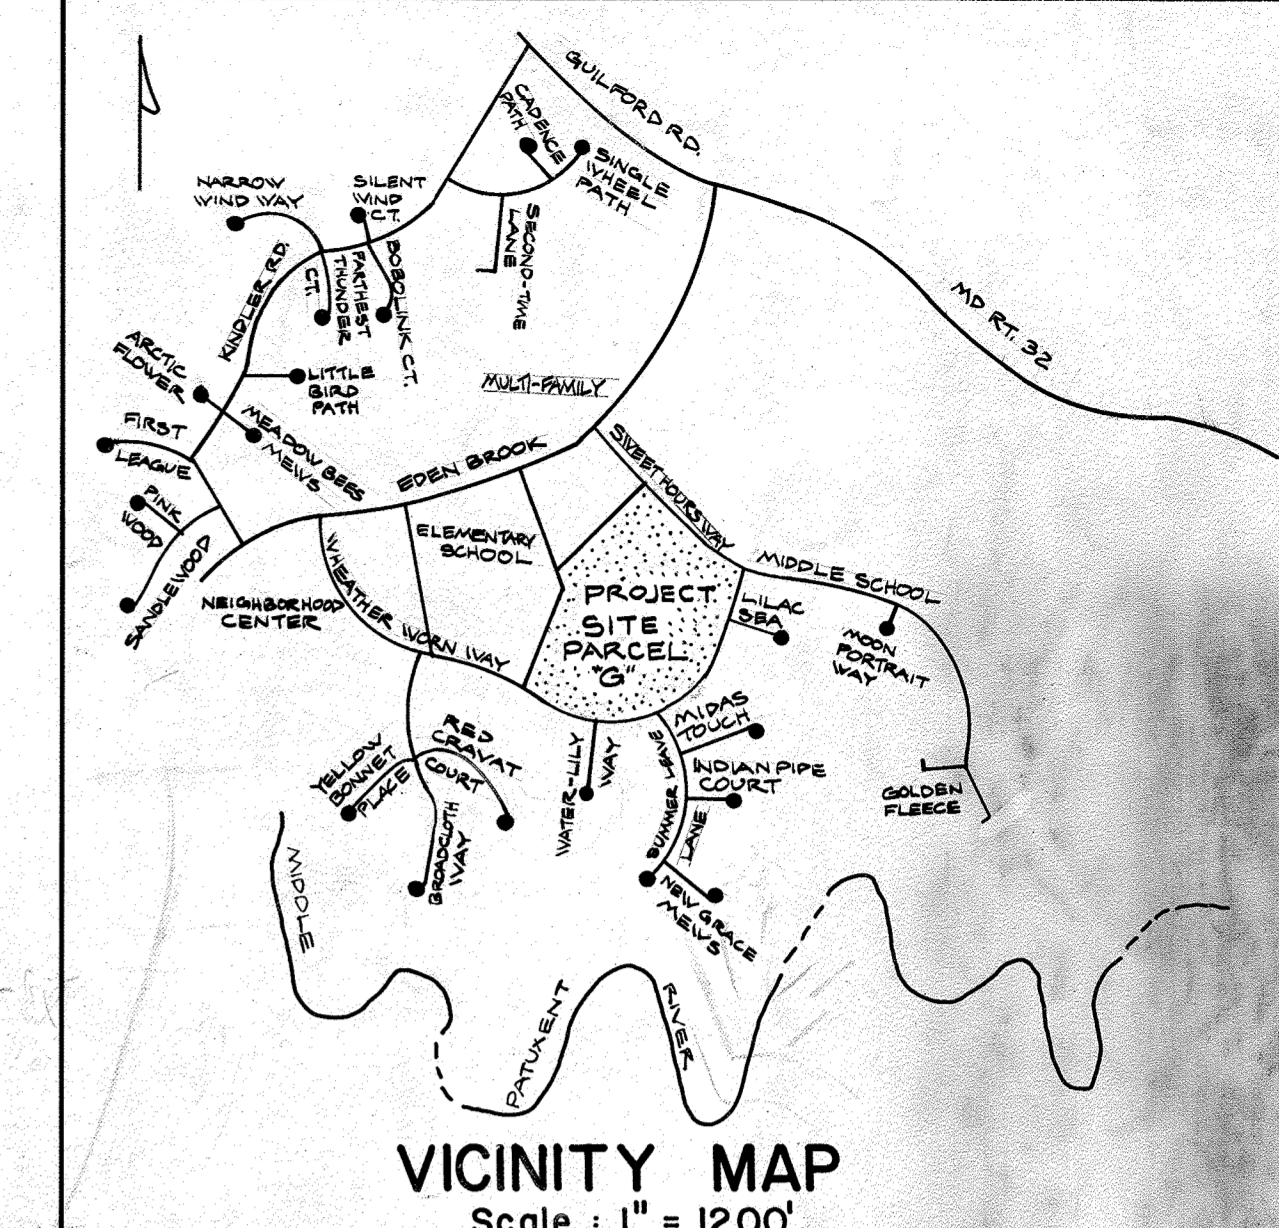 GUILFORD RD.
CADENCE
PATH
SINGLE
WHEEL
PATH
NARROW
WIND WAY
SILENT
WIND
CT.
SECOND-TIME
LANE
BOBOLINK CT.
FARTHEST
THUNDER
CT.
KINDLER RD.
MD RT. 32
ARCTIC
FLOWER
LITTLE
BIRD
PATH
MULTI-FAMILY
FIRST
LEAGUE
MEADOW BEES
MEWS
EDEN BROOK
SWEET HOURS WAY
PINK
WOOD
SANDLEWOOD
ELEMENTARY
SCHOOL
MIDDLE SCHOOL
NEIGHBORHOOD
CENTER
WHEATHER WORN WAY
PROJECT
SITE
PARCEL
"G"
LILAC
SEA
MOON
PORTRAIT
WAY
MIDAS
TOUCH
RED
CRAVAT
COURT
YELLOW
BONNET
PLACE
WATER-LILY
WAY
SUMMER LEAVE
LANE
INDIAN PIPE
COURT
GOLDEN
FLEECE
BROADCLOTH
WAY
NEW GRACE
MEWS
MIDDLE
PATUXENT
RIVER
VICINITY MAP
Scale : 1" = 1200'